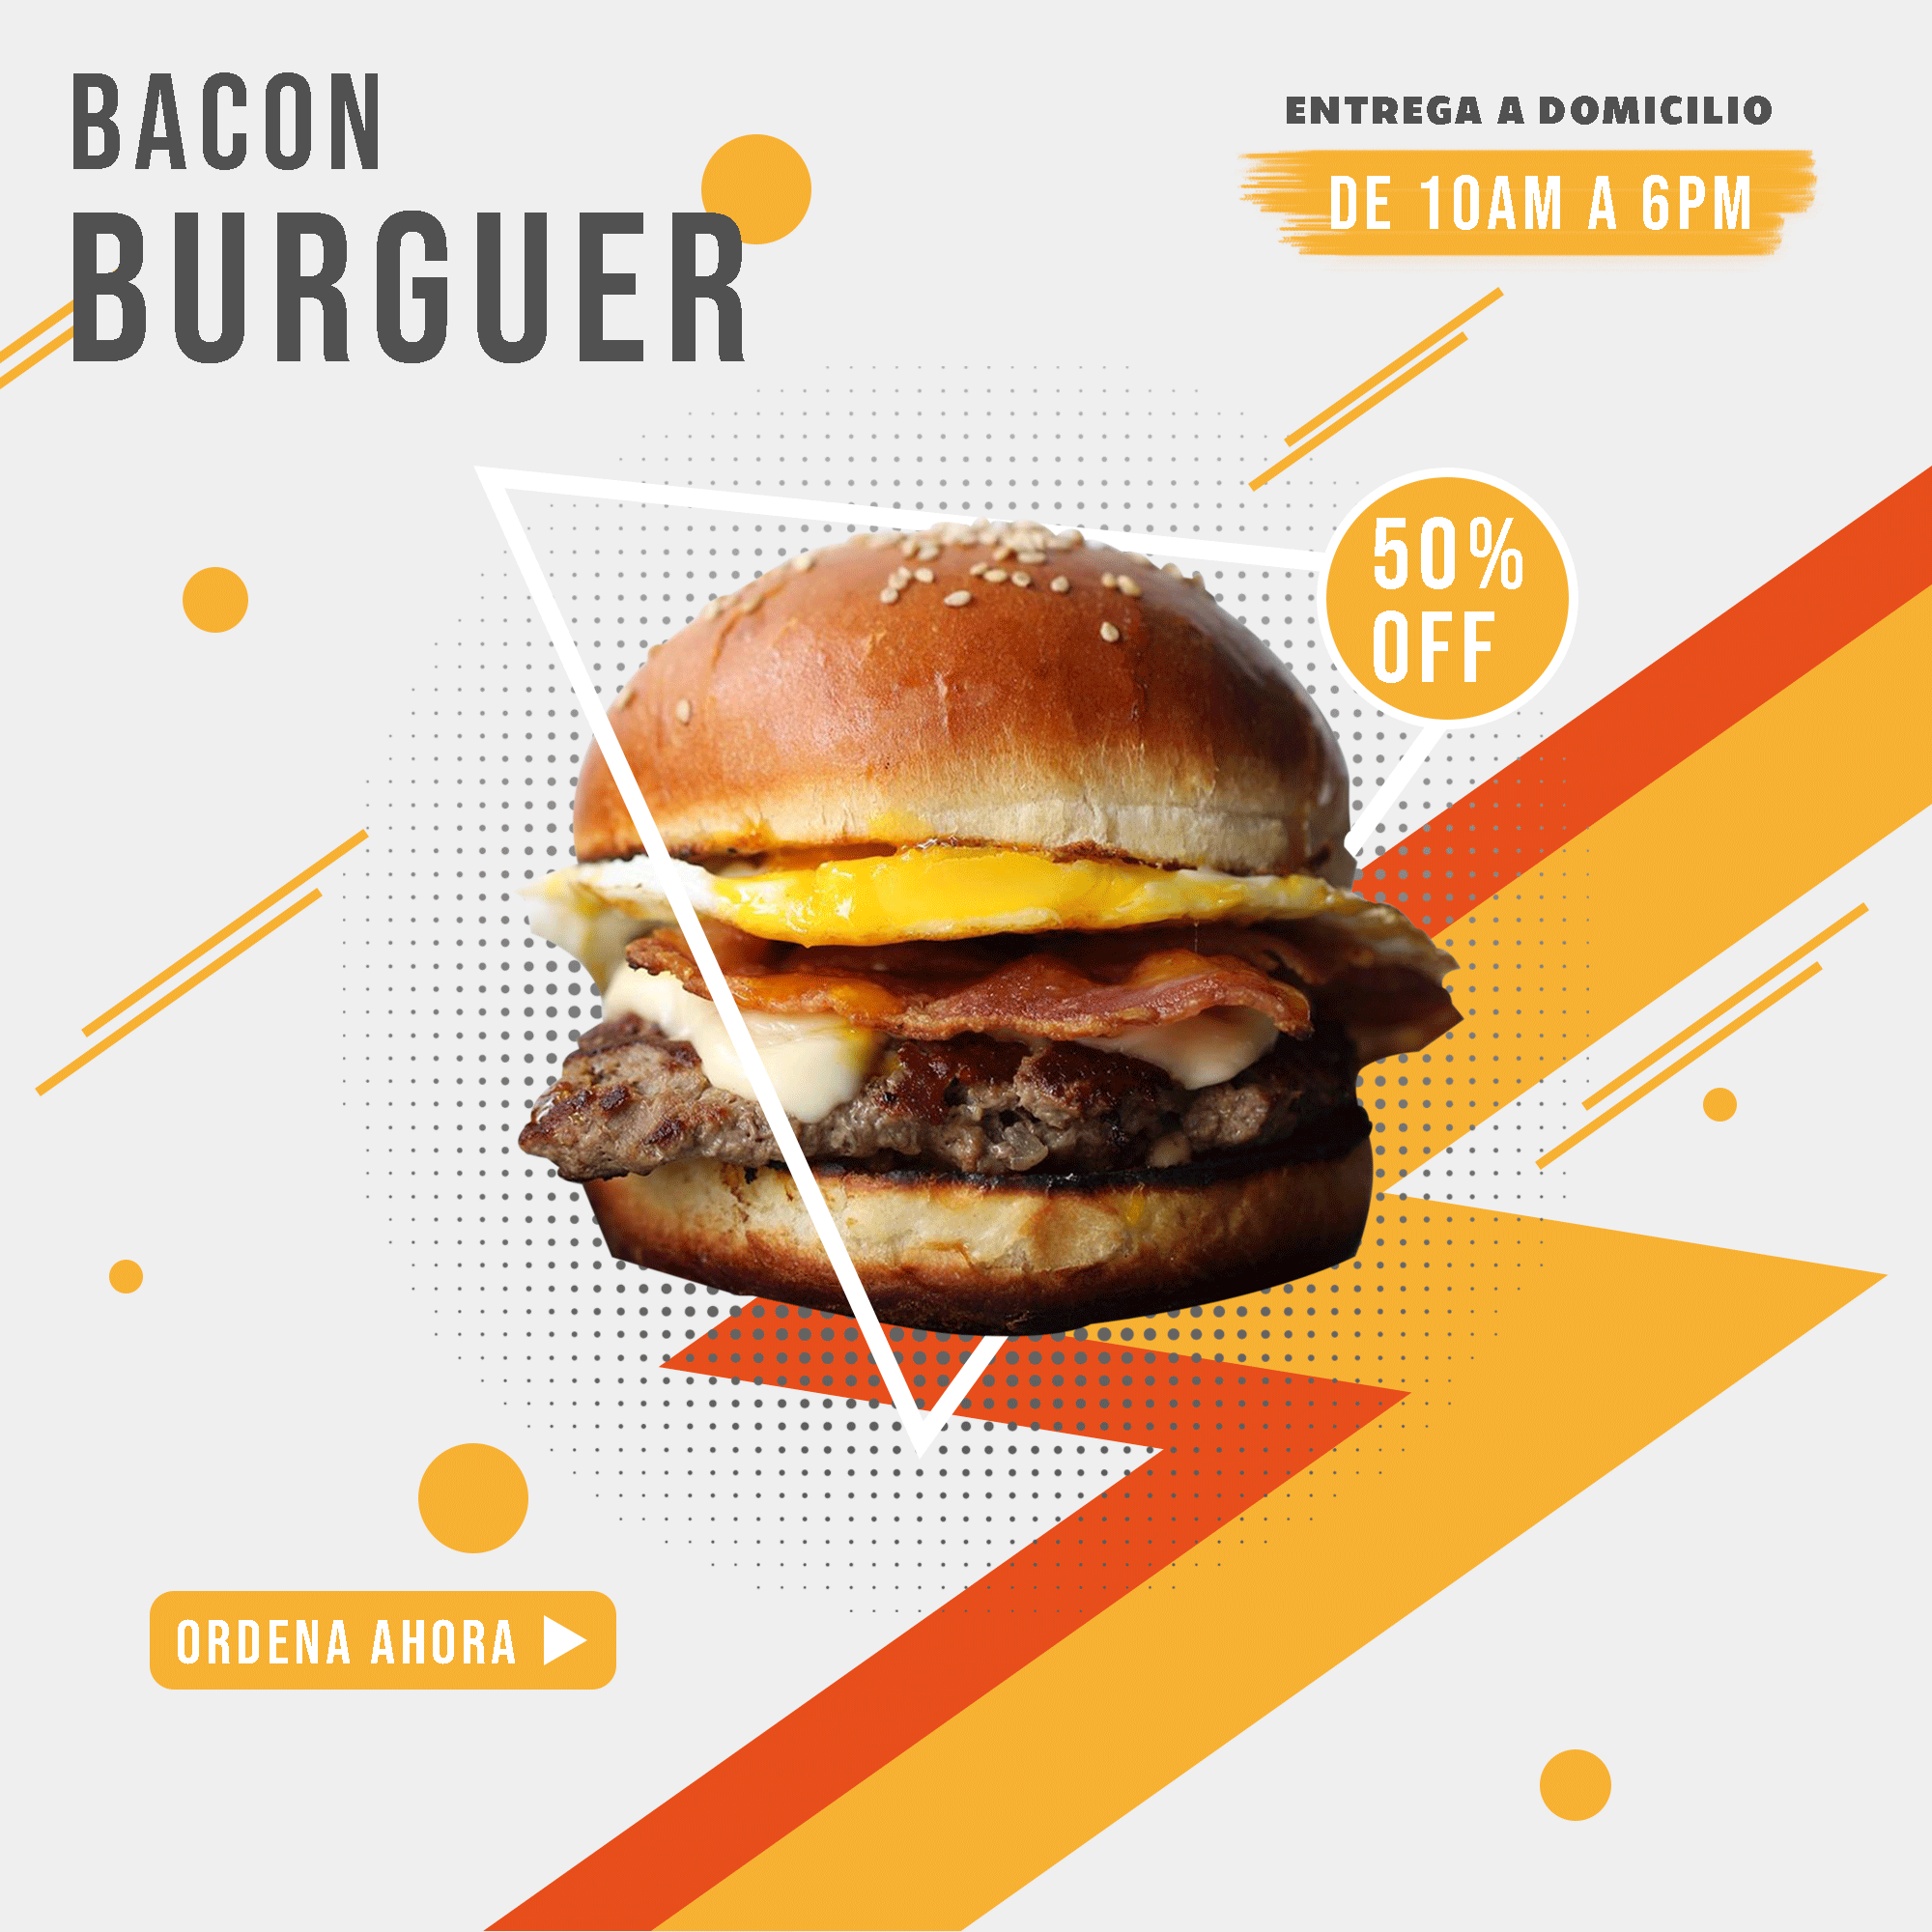 BACON
BURGUER
ENTREGA A DOMICILIO
DE 10AM A 6PM
50%
OFF
ORDENA AHORA